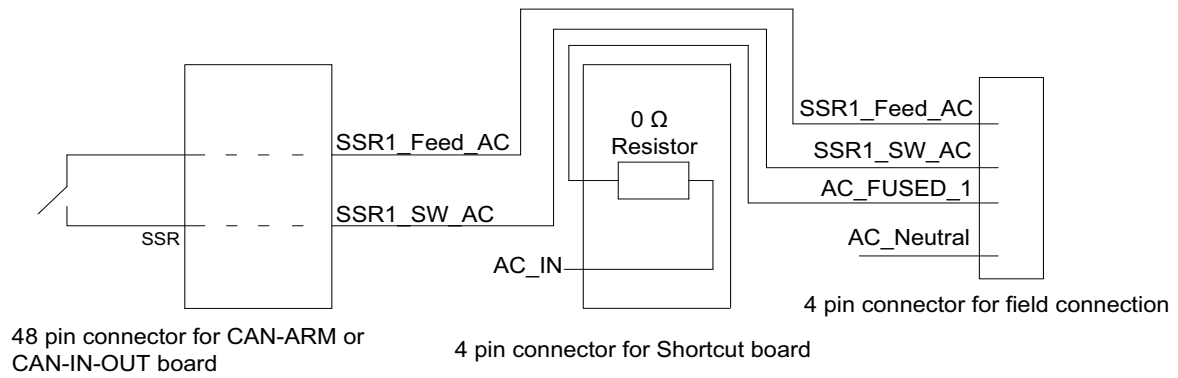 SSR1_Feed_AC
SSR1_SW_AC
SSR
0 Ω
Resistor
AC_IN
SSR1_Feed_AC
SSR1_SW_AC
AC_FUSED_1
AC_Neutral
48 pin connector for CAN-ARM or
CAN-IN-OUT board
4 pin connector for Shortcut board
4 pin connector for field connection